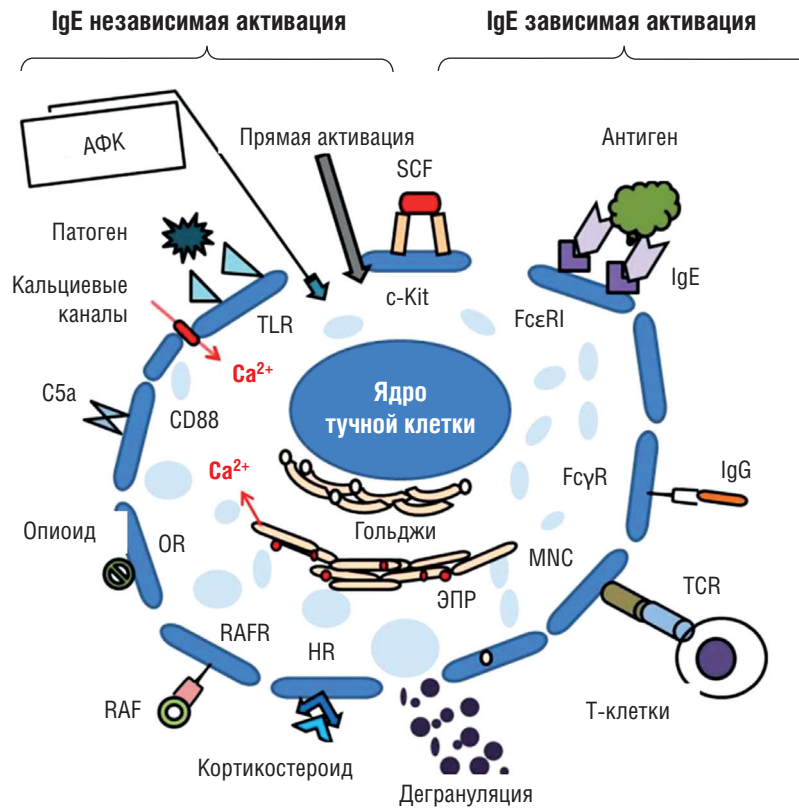 IgE независимая активация
IgE зависимая активация
АФК
Прямая активация
SCF
Антиген
Патоген
Кальциевые
каналы
TLR
c-Kit
FcεRI
IgE
Ca²⁺
C5a
CD88
Ядро
тучной клетки
Ca²⁺
FcγR
IgG
Гольджи
Опиоид
OR
MNC
TCR
ЭПР
RAFR
HR
RAF
Т-клетки
Кортикостероид
Дегрануляция